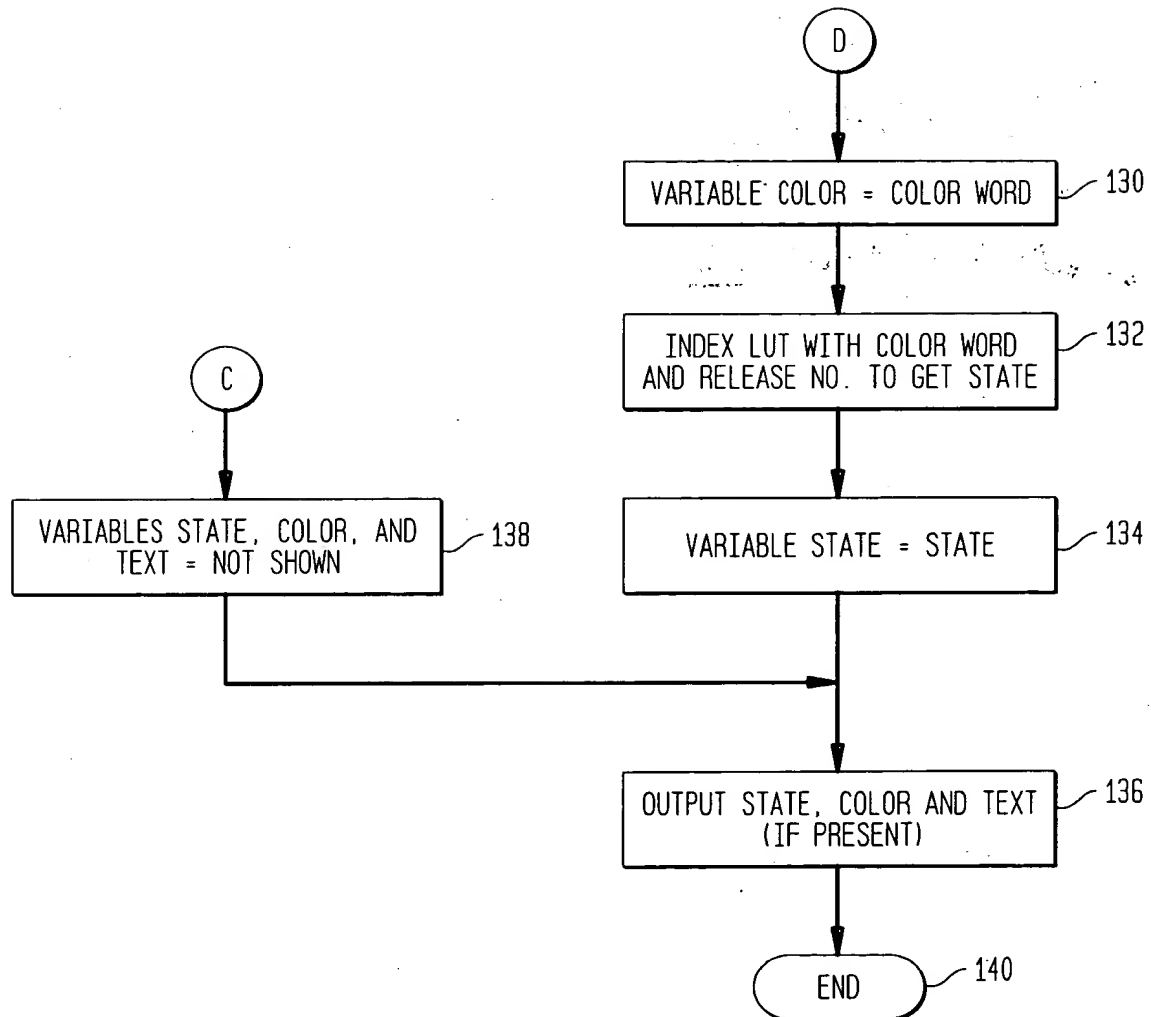 D
VARIABLE COLOR = COLOR WORD
130
INDEX LUT WITH COLOR WORD
AND RELEASE NO. TO GET STATE
132
C
VARIABLES STATE, COLOR, AND
TEXT = NOT SHOWN
138
VARIABLE STATE = STATE
134
OUTPUT STATE, COLOR AND TEXT
(IF PRESENT)
136
END
140